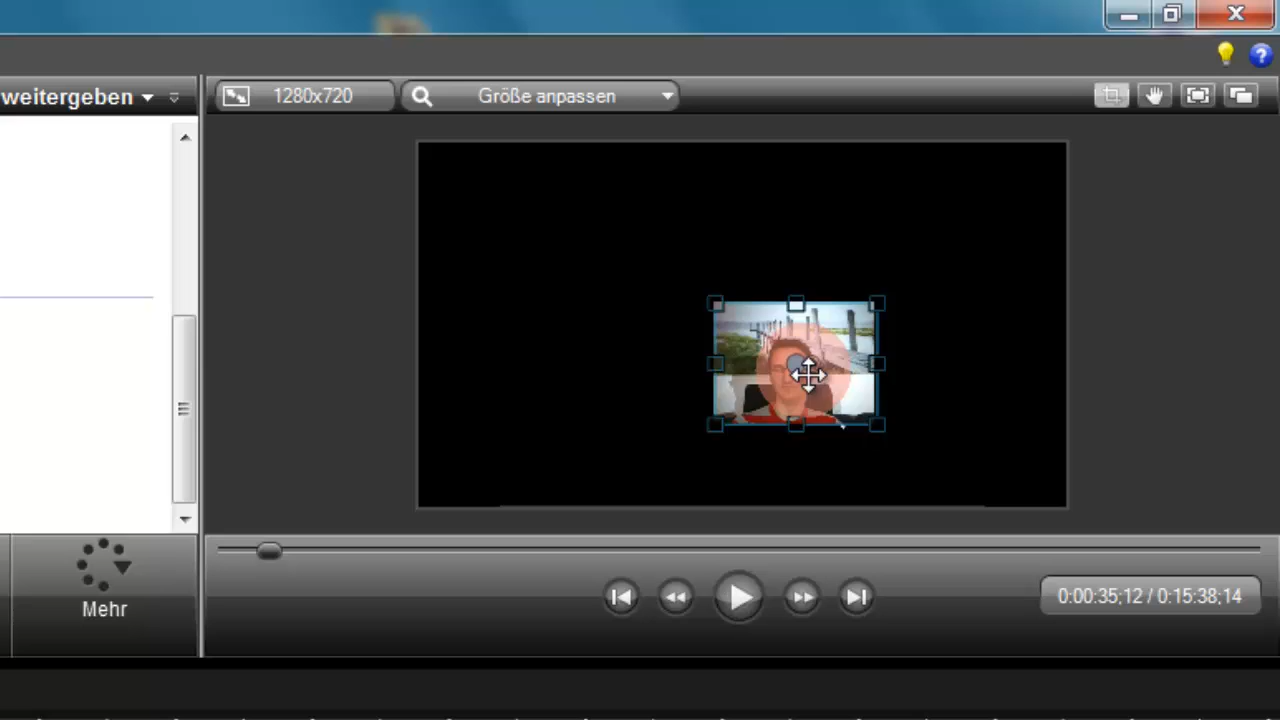 weitergeben
1280x720
Größe anpassen
Mehr
0:00:35;12 / 0:15:38;14